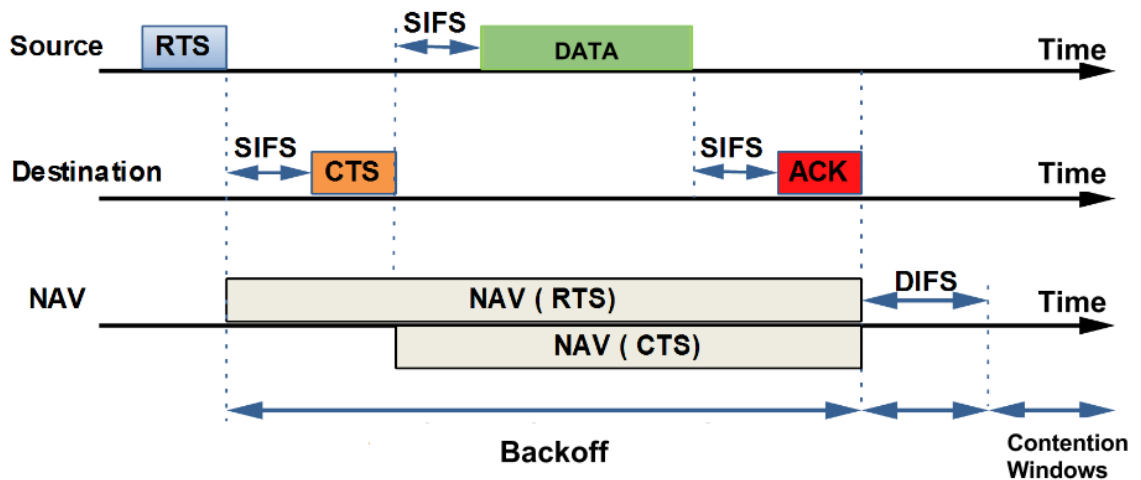 SIFS
Source
RTS
DATA
Time
SIFS
SIFS
Destination
CTS
ACK
Time
DIFS
NAV
NAV ( RTS)
Time
NAV ( CTS)
Backoff
Contention
Windows